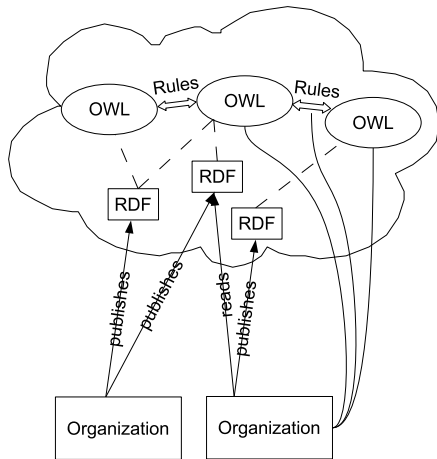 Rules
Rules
OWL
OWL
OWL
RDF
RDF
RDF
publishes
publishes
reads
publishes
Organization
Organization